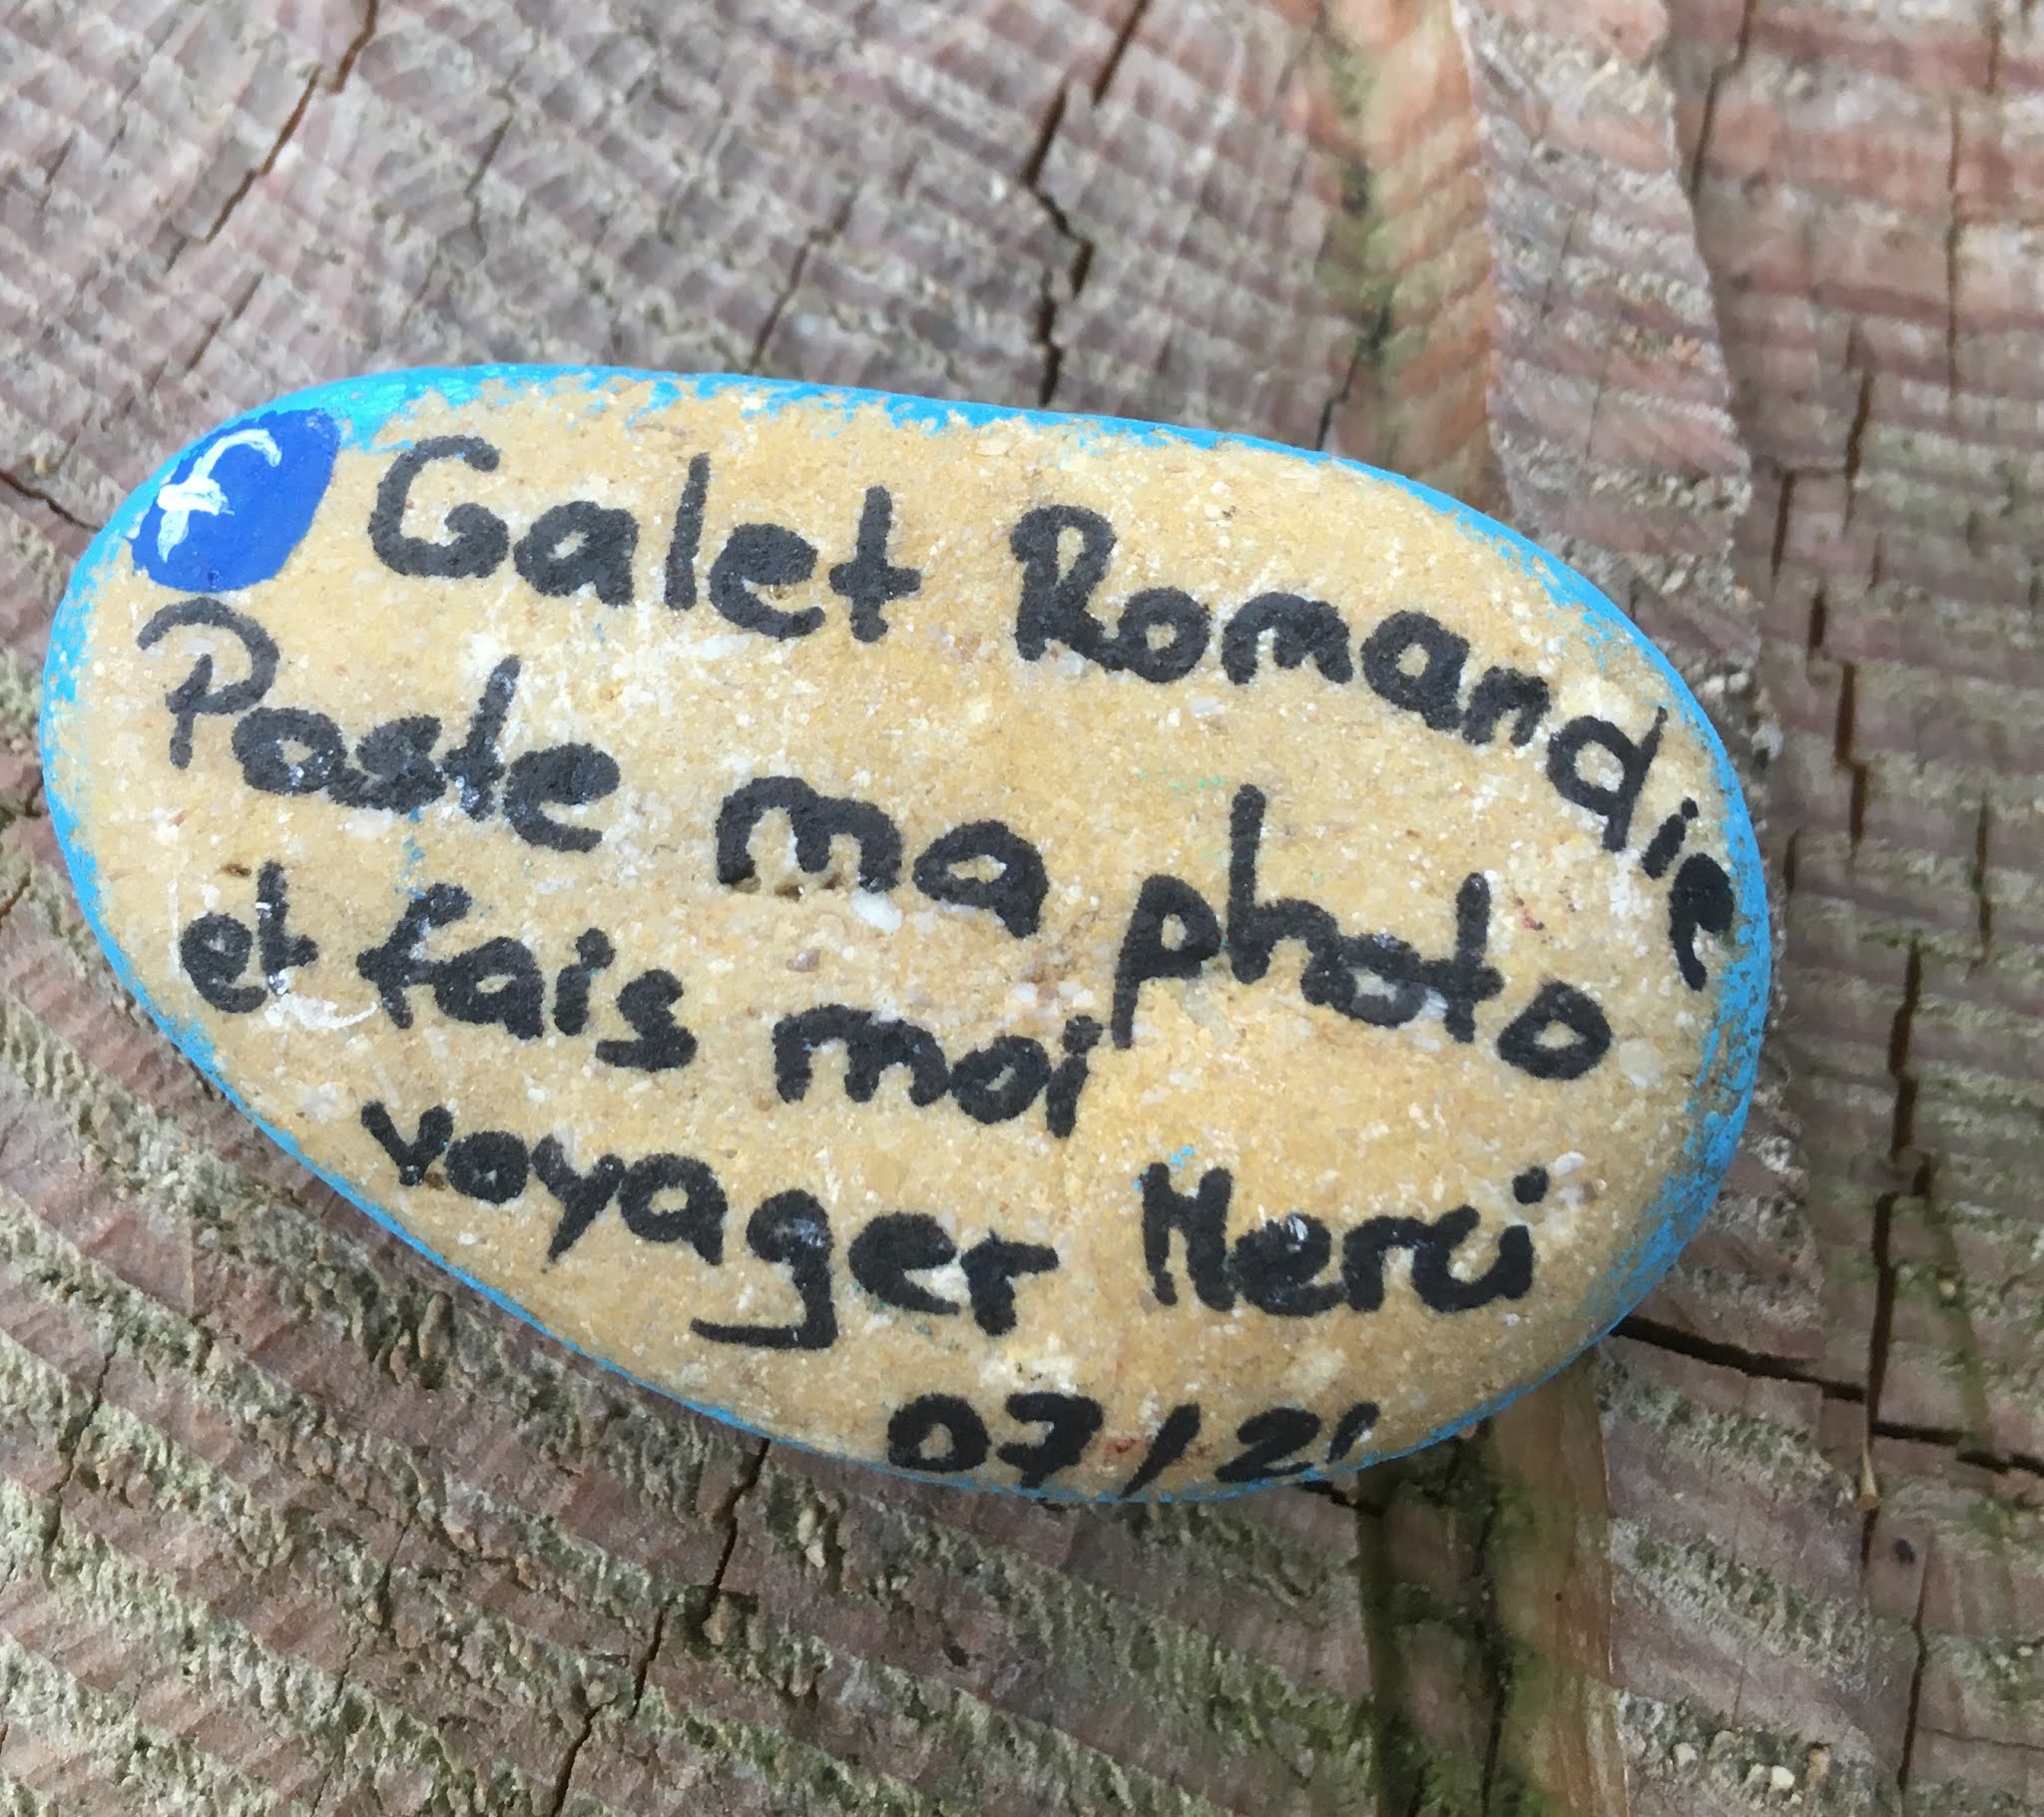 f Galet Romandie
Poste ma photo
et fais moi
voyager Merci
07/21